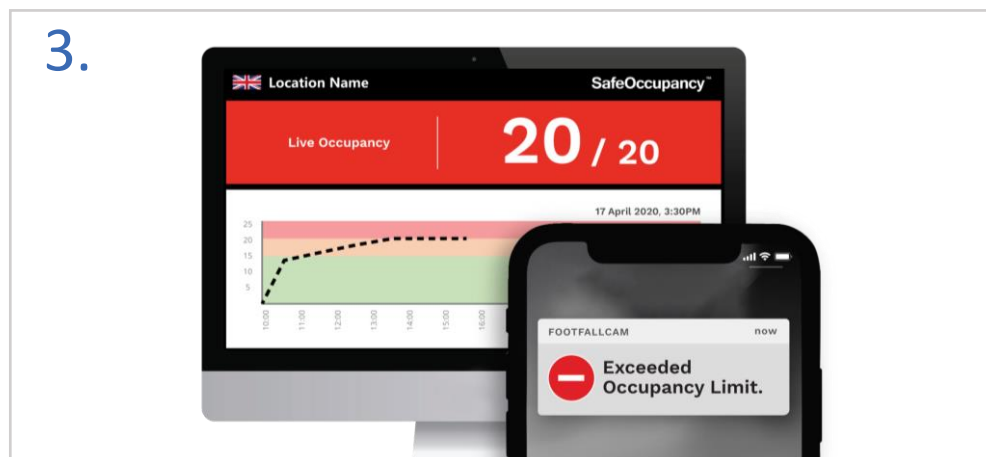 3.
Location Name
SafeOccupancy™
Live Occupancy
20 / 20
17 April 2020, 3:30PM
25
20
15
10
5
10:00
11:00
12:00
13:00
14:00
15:00
16:00
FOOTFALLCAM
now
Exceeded
Occupancy Limit.